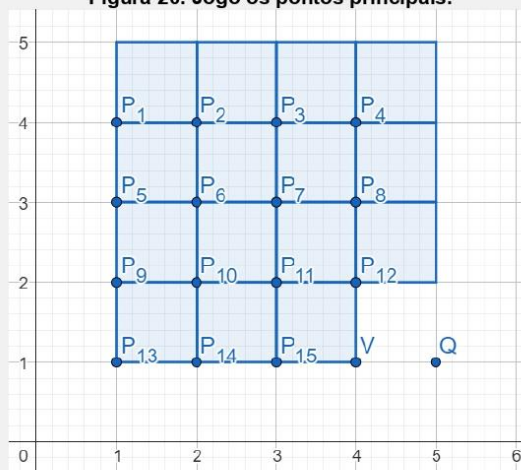 Figura 20: Jogo os pontos principais.
5
4
P1 P2 P3 P4
3
P5 P6 P7 P8
2
P9 P10 P11 P12
1
P13 P14 P15 V Q
0 1 2 3 4 5 6